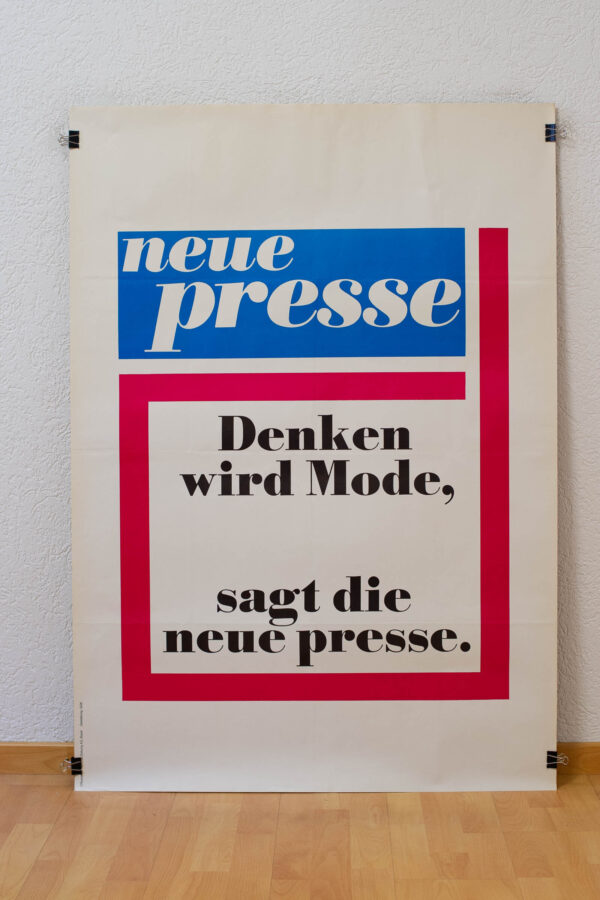 neue
presse
Denken
wird Mode,
sagt die
neue presse.